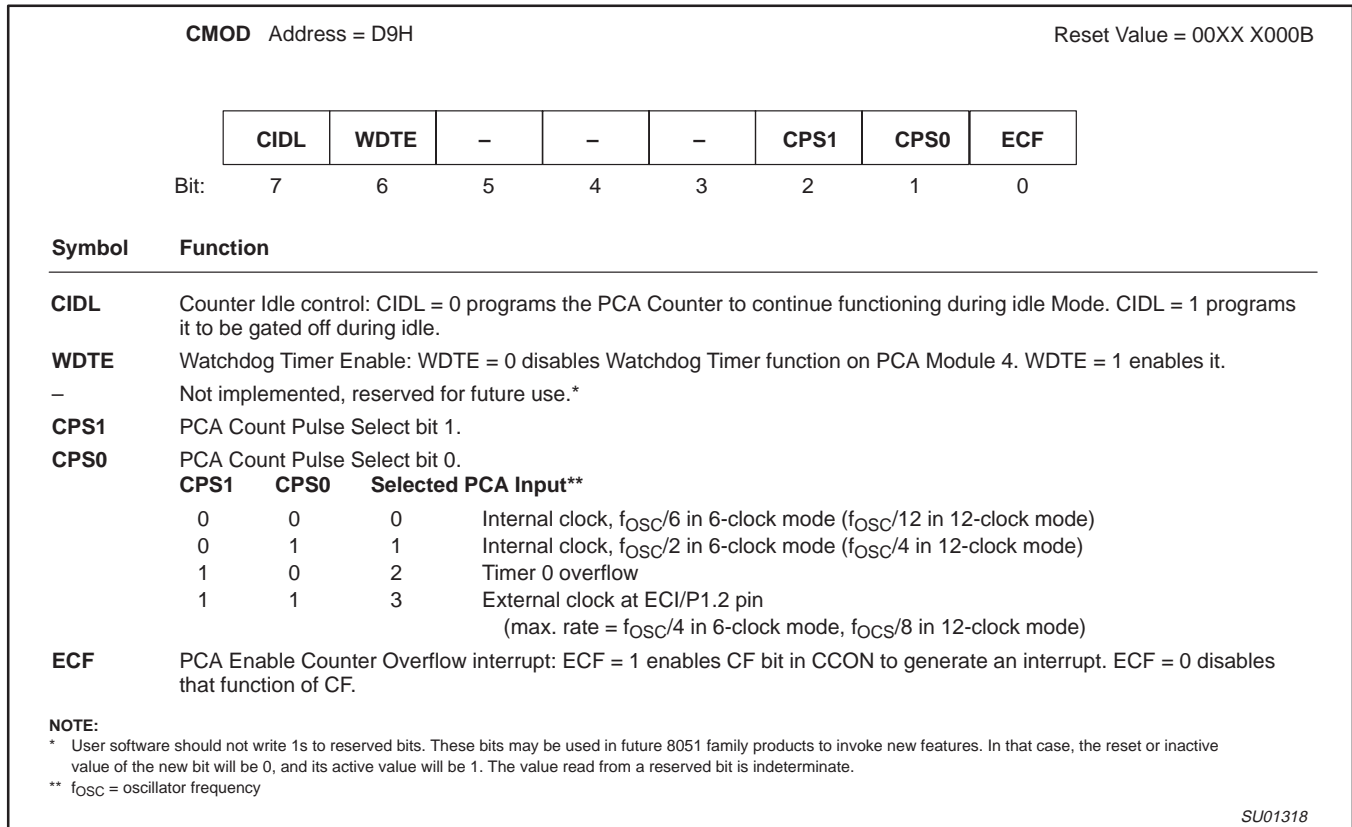 CMOD Address = D9H Reset Value = 00XX X000B
CIDL WDTE – – – CPS1 CPS0 ECF
Bit: 7 6 5 4 3 2 1 0
Symbol Function
CIDL Counter Idle control: CIDL = 0 programs the PCA Counter to continue functioning during idle Mode. CIDL = 1 programs
it to be gated off during idle.
WDTE Watchdog Timer Enable: WDTE = 0 disables Watchdog Timer function on PCA Module 4. WDTE = 1 enables it.
– Not implemented, reserved for future use.*
CPS1 PCA Count Pulse Select bit 1.
CPS0 PCA Count Pulse Select bit 0.
CPS1 CPS0 Selected PCA Input**
0 0 0 Internal clock, fOSC/6 in 6-clock mode (fOSC/12 in 12-clock mode)
0 1 1 Internal clock, fOSC/2 in 6-clock mode (fOSC/4 in 12-clock mode)
1 0 2 Timer 0 overflow
1 1 3 External clock at ECI/P1.2 pin
(max. rate = fOSC/4 in 6-clock mode, fOCS/8 in 12-clock mode)
ECF PCA Enable Counter Overflow interrupt: ECF = 1 enables CF bit in CCON to generate an interrupt. ECF = 0 disables
that function of CF.
NOTE:
* User software should not write 1s to reserved bits. These bits may be used in future 8051 family products to invoke new features. In that case, the reset or inactive
value of the new bit will be 0, and its active value will be 1. The value read from a reserved bit is indeterminate.
** fOSC = oscillator frequency
SU01318